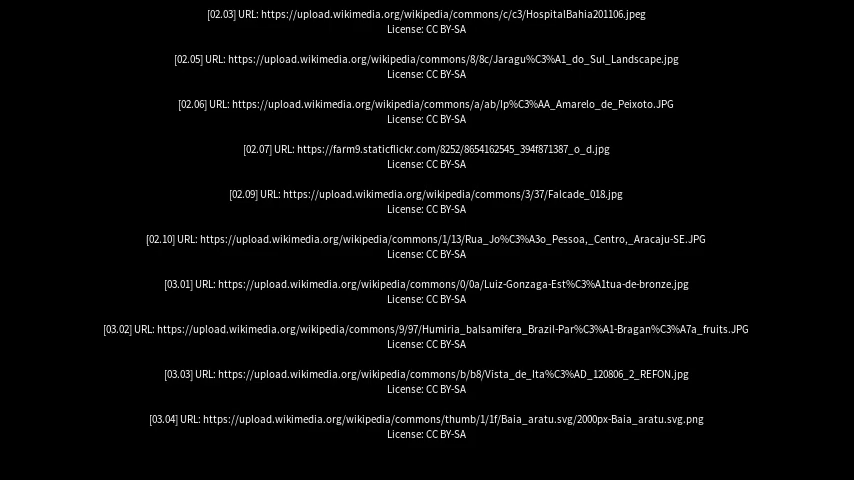 [02.03] URL: https://upload.wikimedia.org/wikipedia/commons/c/c3/HospitalBahia201106.jpeg
License: CC BY-SA
[02.05] URL: https://upload.wikimedia.org/wikipedia/commons/8/8c/Jaragu%C3%A1_do_Sul_Landscape.jpg
License: CC BY-SA
[02.06] URL: https://upload.wikimedia.org/wikipedia/commons/a/ab/Ip%C3%AA_Amarelo_de_Peixoto.JPG
License: CC BY-SA
[02.07] URL: https://farm9.staticflickr.com/8252/8654162545_394f871387_o_d.jpg
License: CC BY-SA
[02.09] URL: https://upload.wikimedia.org/wikipedia/commons/3/37/Falcade_018.jpg
License: CC BY-SA
[02.10] URL: https://upload.wikimedia.org/wikipedia/commons/1/13/Rua_Jo%C3%A3o_Pessoa,_Centro,_Aracaju-SE.JPG
License: CC BY-SA
[03.01] URL: https://upload.wikimedia.org/wikipedia/commons/0/0a/Luiz-Gonzaga-Est%C3%A1tua-de-bronze.jpg
License: CC BY-SA
[03.02] URL: https://upload.wikimedia.org/wikipedia/commons/9/97/Humiria_balsamifera_Brazil-Par%C3%A1-Bragan%C3%A7a_fruits.JPG
License: CC BY-SA
[03.03] URL: https://upload.wikimedia.org/wikipedia/commons/b/b8/Vista_de_Ita%C3%AD_120806_2_REFON.jpg
License: CC BY-SA
[03.04] URL: https://upload.wikimedia.org/wikipedia/commons/thumb/1/1f/Baia_aratu.svg/2000px-Baia_aratu.svg.png
License: CC BY-SA